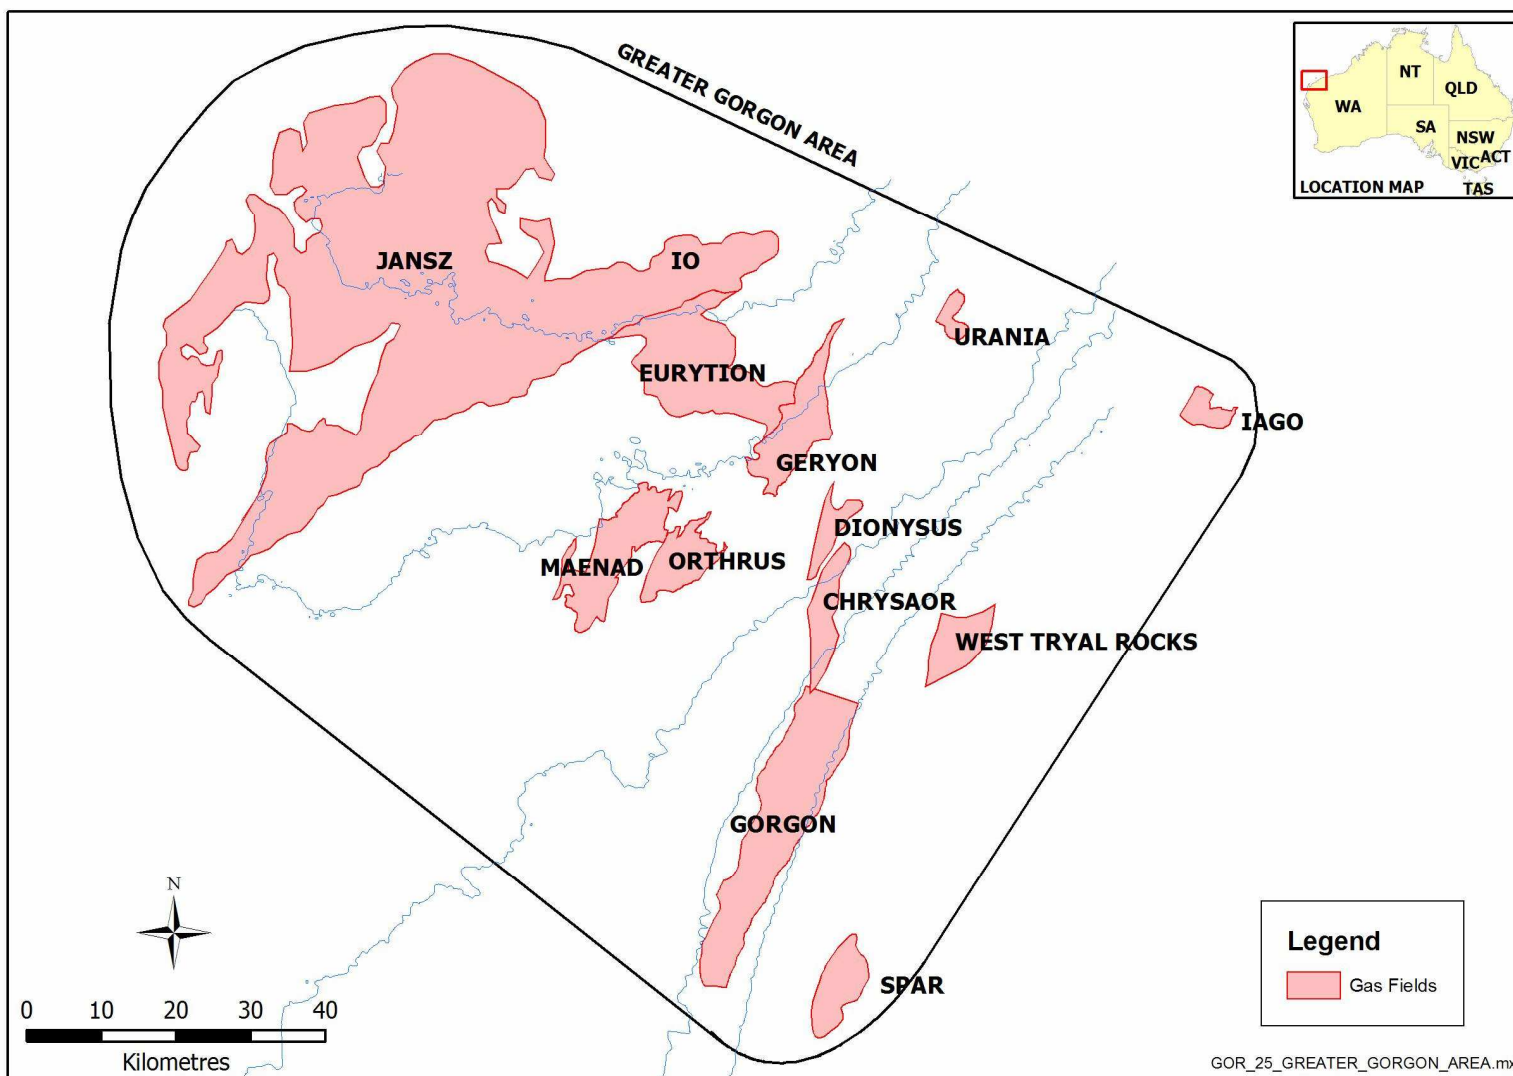 GREATER GORGON AREA
NT
QLD
WA
SA
NSW
VIC
ACT
LOCATION MAP
TAS
JANSZ
IO
URANIA
EURYTION
IAGO
GERYON
DIONYSUS
MAENAD
ORTHRUS
CHRYSAOR
WEST TRYAL ROCKS
GORGON
SPAR
N
0 10 20 30 40
Kilometres
Legend
Gas Fields
GOR_25_GREATER_GORGON_AREA.mx